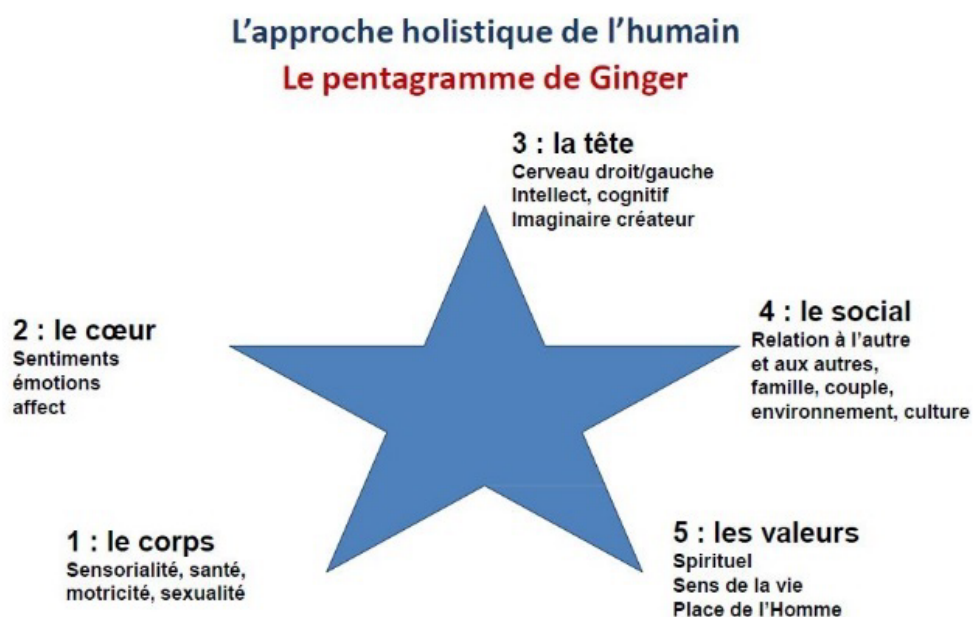 L’approche holistique de l’humain
Le pentagramme de Ginger
3 : la tête
Cerveau droit/gauche
Intellect, cognitif
Imaginaire créateur
2 : le cœur
Sentiments
émotions
affect
4 : le social
Relation à l’autre
et aux autres,
famille, couple,
environnement, culture
1 : le corps
Sensorialité, santé,
motricité, sexualité
5 : les valeurs
Spirituel
Sens de la vie
Place de l’Homme